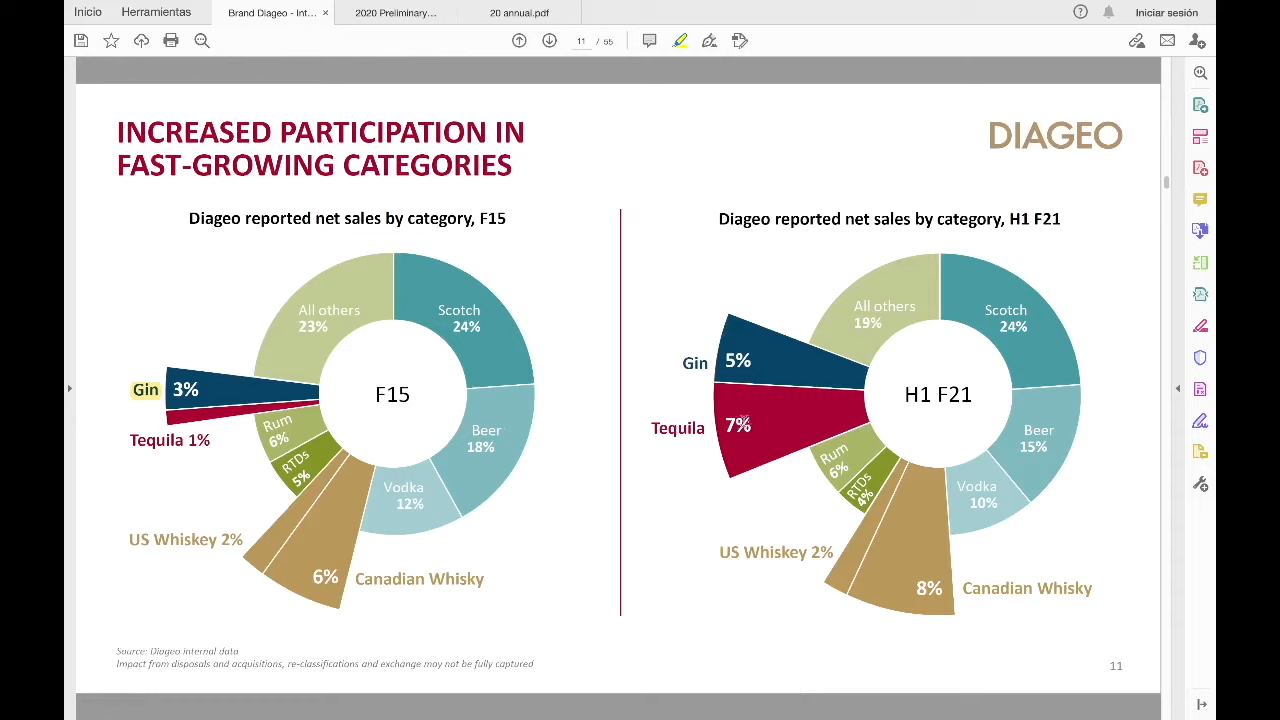 Inicio
Herramientas
Brand Diageo - Int... ×
2020 Preliminary...
20 annual.pdf
Iniciar sesión
11 / 55
INCREASED PARTICIPATION IN
FAST-GROWING CATEGORIES
DIAGEO
Diageo reported net sales by category, F15
All others
23%
Scotch
24%
Gin
3%
Tequila 1%
Rum
6%
RTDs
5%
F15
Beer
18%
Vodka
12%
US Whiskey 2%
6%
Canadian Whisky
Diageo reported net sales by category, H1 F21
All others
19%
Scotch
24%
Gin
5%
Tequila
7%
Rum
6%
RTDs
4%
H1 F21
Beer
15%
Vodka
10%
US Whiskey 2%
8%
Canadian Whisky
Source: Diageo internal data
Impact from disposals and acquisitions, re-classifications and exchange may not be fully captured
11